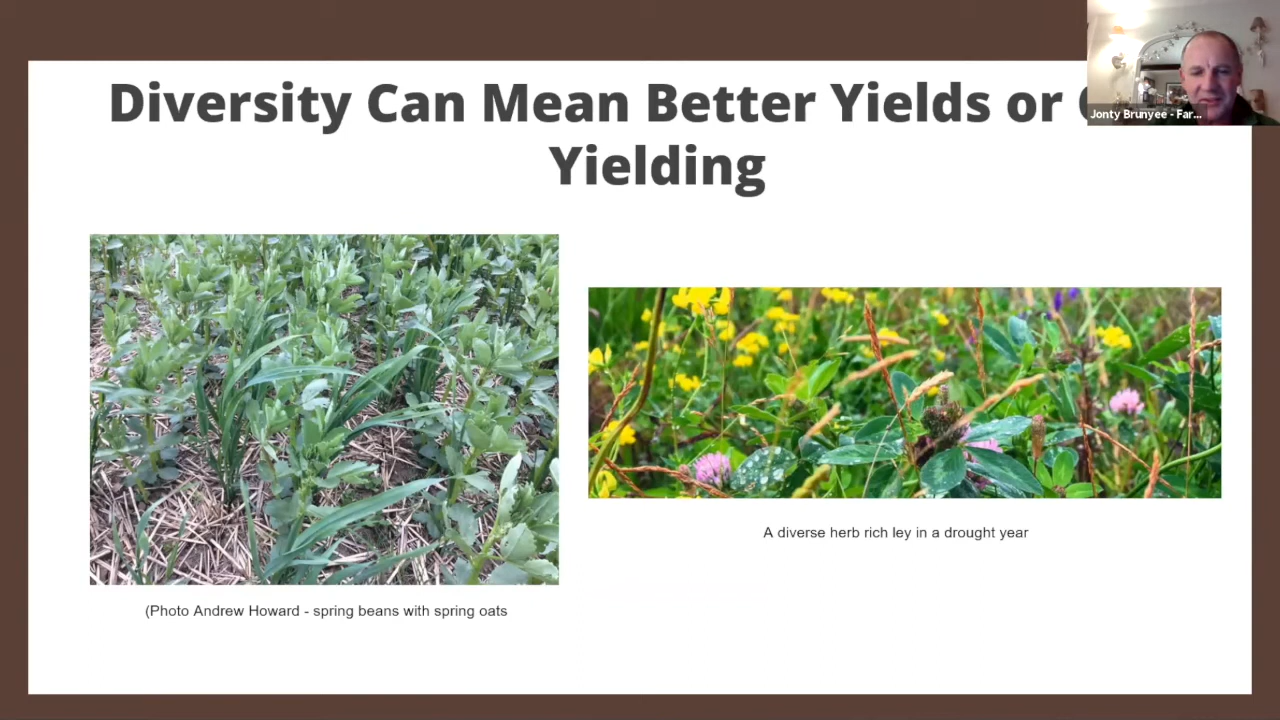 Diversity Can Mean Better Yields or
Yielding
Jonty Brunyee - Far...
A diverse herb rich ley in a drought year
(Photo Andrew Howard - spring beans with spring oats